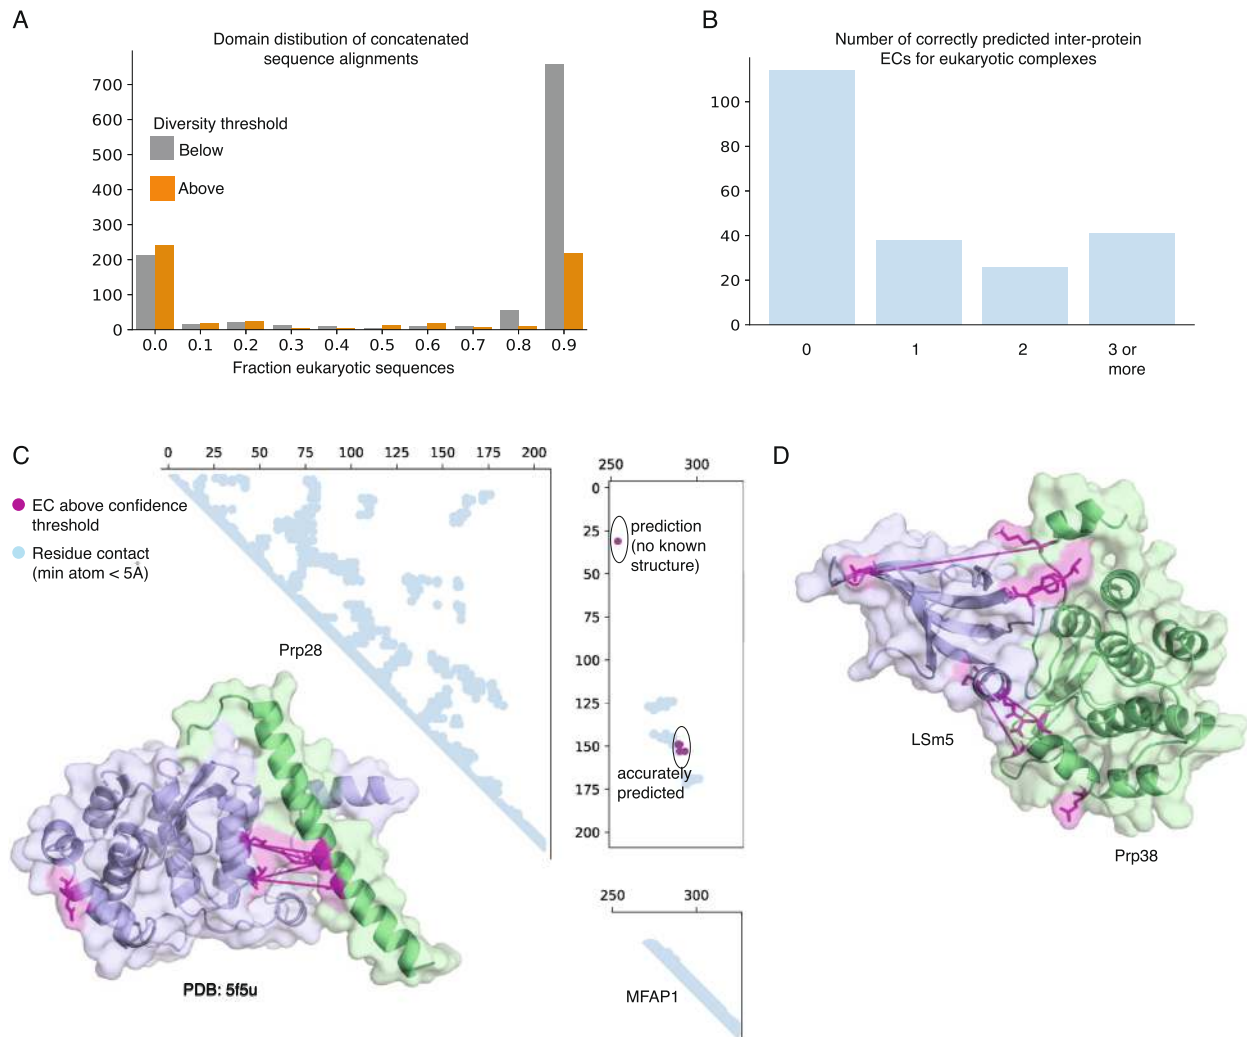 A
Domain distibution of concatenated
sequence alignments
700
600
500
400
300
200
100
0
Diversity threshold
Below
Above
0.0 0.1 0.2 0.3 0.4 0.5 0.6 0.7 0.8 0.9
Fraction eukaryotic sequences
B
Number of correctly predicted inter-protein
ECs for eukaryotic complexes
100
80
60
40
20
0
0 1 2 3 or
more
C
0 25 50 75 100 125 150 175 200
EC above confidence
threshold
Residue contact
(min atom < 5Å)
Prp28
PDB: 5f5u
250 300
0
25
50
75
100
125
150
175
200
prediction
(no known
structure)
accurately
predicted
250 300
MFAP1
D
LSm5
Prp38